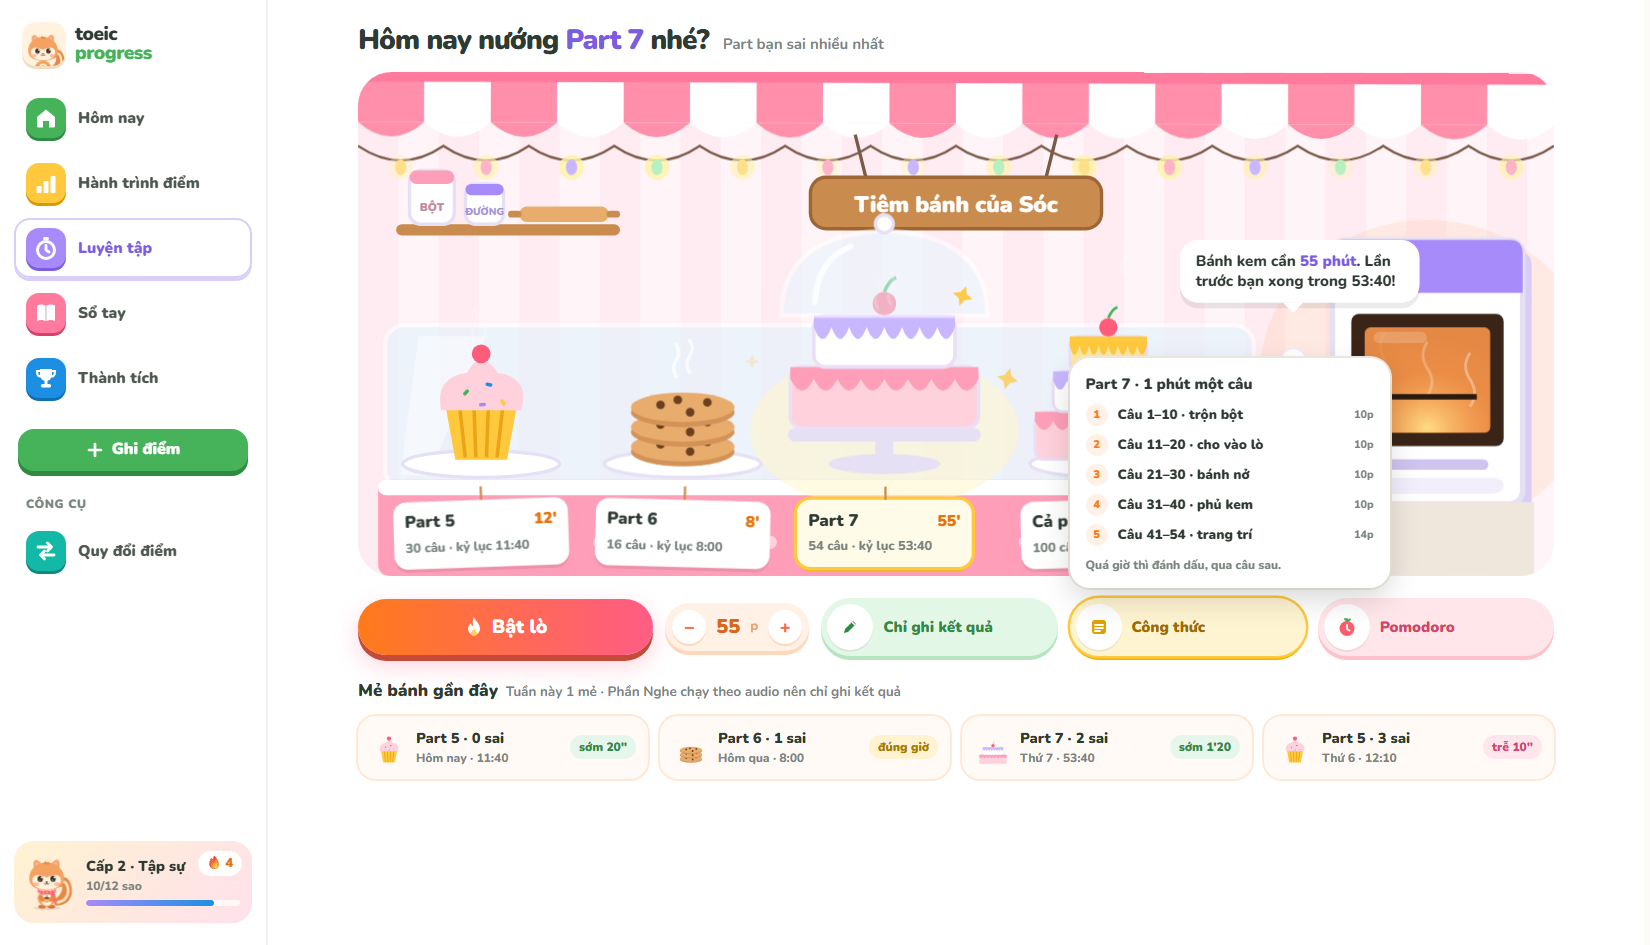 toeic
progress
Hôm nay
Hành trình điểm
Luyện tập
Sổ tay
Thành tích
+ Ghi điểm
CÔNG CỤ
Quy đổi điểm
Cấp 2 · Tập sự
4
10/12 sao
Hôm nay nướng Part 7 nhé? Part bạn sai nhiều nhất
BỘT
ĐƯỜNG
Tiệm bánh của Sóc
Bánh kem cần 55 phút. Lần
trước bạn xong trong 53:40!
Part 5 12'
30 câu · kỷ lục 11:40
Part 6 8'
16 câu · kỷ lục 8:00
Part 7 55'
54 câu · kỷ lục 53:40
Cả p
100 c
Part 7 · 1 phút một câu
1 Câu 1–10 · trộn bột 10p
2 Câu 11–20 · cho vào lò 10p
3 Câu 21–30 · bánh nở 10p
4 Câu 31–40 · phủ kem 10p
5 Câu 41–54 · trang trí 14p
Quá giờ thì đánh dấu, qua câu sau.
Bật lò
− 55 p +
Chỉ ghi kết quả
Công thức
Pomodoro
Mẻ bánh gần đây Tuần này 1 mẻ · Phần Nghe chạy theo audio nên chỉ ghi kết quả
Part 5 · 0 sai
Hôm nay · 11:40
sớm 20"
Part 6 · 1 sai
Hôm qua · 8:00
đúng giờ
Part 7 · 2 sai
Thứ 7 · 53:40
sớm 1'20
Part 5 · 3 sai
Thứ 6 · 12:10
trễ 10"